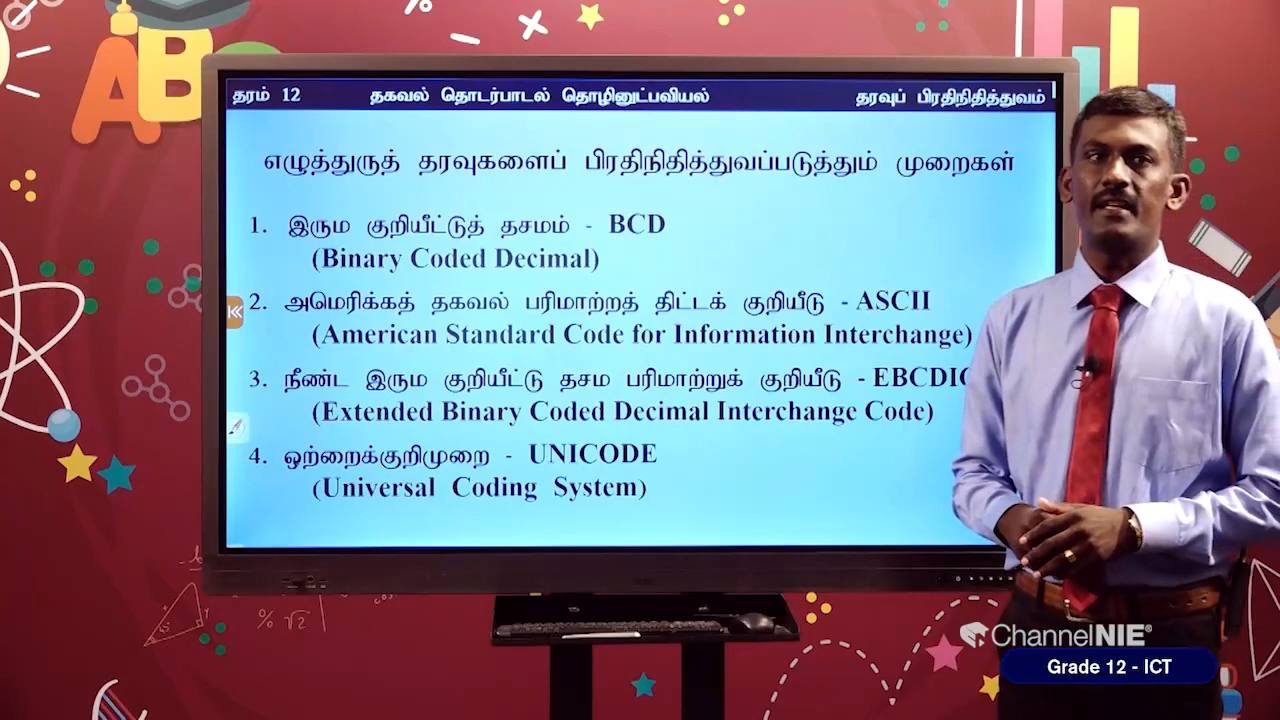 தரம் 12 தகவல் தொடர்பாடல் தொழினுட்பவியல் தரவுப் பிரதிநிதித்துவம்
எழுத்துருத் தரவுகளைப் பிரதிநிதித்துவப்படுத்தும் முறைகள்
1. இரும குறியீட்டுத் தசமம் - BCD
(Binary Coded Decimal)
2. அமெரிக்கத் தகவல் பரிமாற்றத் திட்டக் குறியீடு - ASCII
(American Standard Code for Information Interchange)
3. நீண்ட இரும குறியீட்டு தசம பரிமாற்றுக் குறியீடு - EBCDIC
(Extended Binary Coded Decimal Interchange Code)
4. ஒற்றைக்குறிமுறை - UNICODE
(Universal Coding System)
ChannelNIE®
Grade 12 - ICT
AB
% √2